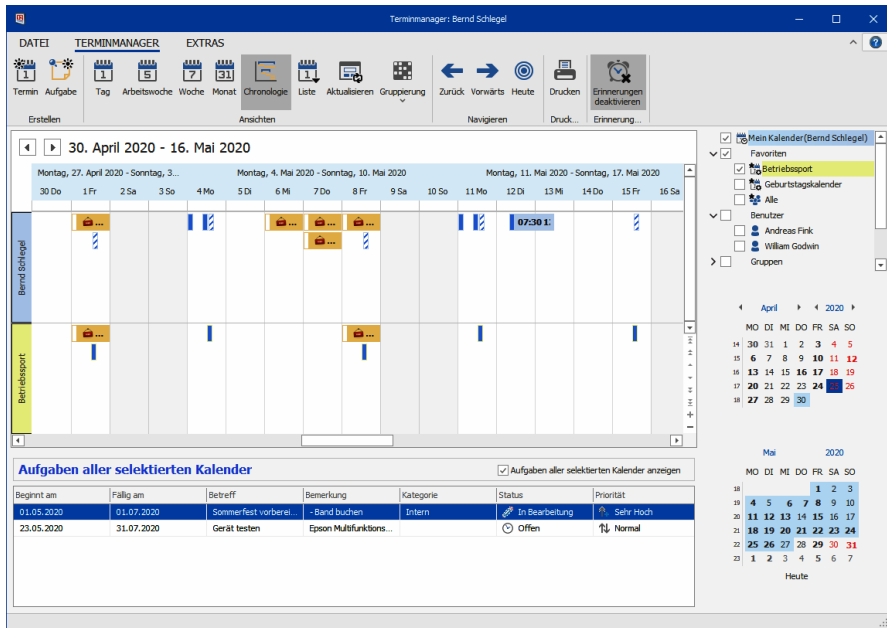 Terminmanager: Bernd Schlegel
DATEI TERMINMANAGER EXTRAS
Termin Aufgabe Tag Arbeitswoche Woche Monat Chronologie Liste Aktualisieren Gruppierung Zurück Vorwärts Heute Drucken Erinnerungen deaktivieren
Erstellen Ansichten Navigieren Druck... Erinnerung...
30. April 2020 - 16. Mai 2020
Montag, 27. April 2020 - Sonntag, 3... Montag, 4. Mai 2020 - Sonntag, 10. Mai 2020 Montag, 11. Mai 2020 - Sonntag, 17. Mai 2020
30 Do 1 Fr 2 Sa 3 So 4 Mo 5 Di 6 Mi 7 Do 8 Fr 9 Sa 10 So 11 Mo 12 Di 13 Mi 14 Do 15 Fr 16 Sa
Bernd Schlegel
... ... ... ... 07:30 1
...
Betriebssport
... ...
Aufgaben aller selektierten Kalender
Aufgaben aller selektierten Kalender anzeigen
Beginnt am Fällig am Betreff Bemerkung Kategorie Status Priorität
01.05.2020 01.07.2020 Sommerfest vorberei... - Band buchen Intern In Bearbeitung Sehr Hoch
23.05.2020 31.07.2020 Gerät testen Epson Multifunktions... Offen Normal
Mein Kalender(Bernd Schlegel)
Favoriten
Betriebssport
Geburtstagskalender
Alle
Benutzer
Andreas Fink
William Godwin
Gruppen
April 2020
MO DI MI DO FR SA SO
14 30 31 1 2 3 4 5
15 6 7 8 9 10 11 12
16 13 14 15 16 17 18 19
17 20 21 22 23 24 25 26
18 27 28 29 30
Mai 2020
MO DI MI DO FR SA SO
18 1 2 3
19 4 5 6 7 8 9 10
20 11 12 13 14 15 16 17
21 18 19 20 21 22 23 24
22 25 26 27 28 29 30 31
23 1 2 3 4 5 6 7
Heute